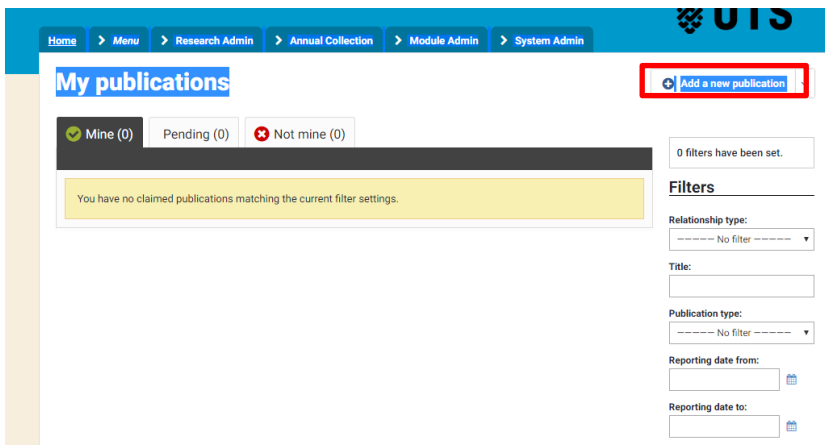 UTS
Home > Menu > Research Admin > Annual Collection > Module Admin > System Admin
My publications
Add a new publication
Mine (0) Pending (0) Not mine (0)
You have no claimed publications matching the current filter settings.
0 filters have been set.
Filters
Relationship type:
————— No filter —————
Title:
Publication type:
————— No filter —————
Reporting date from:
Reporting date to: